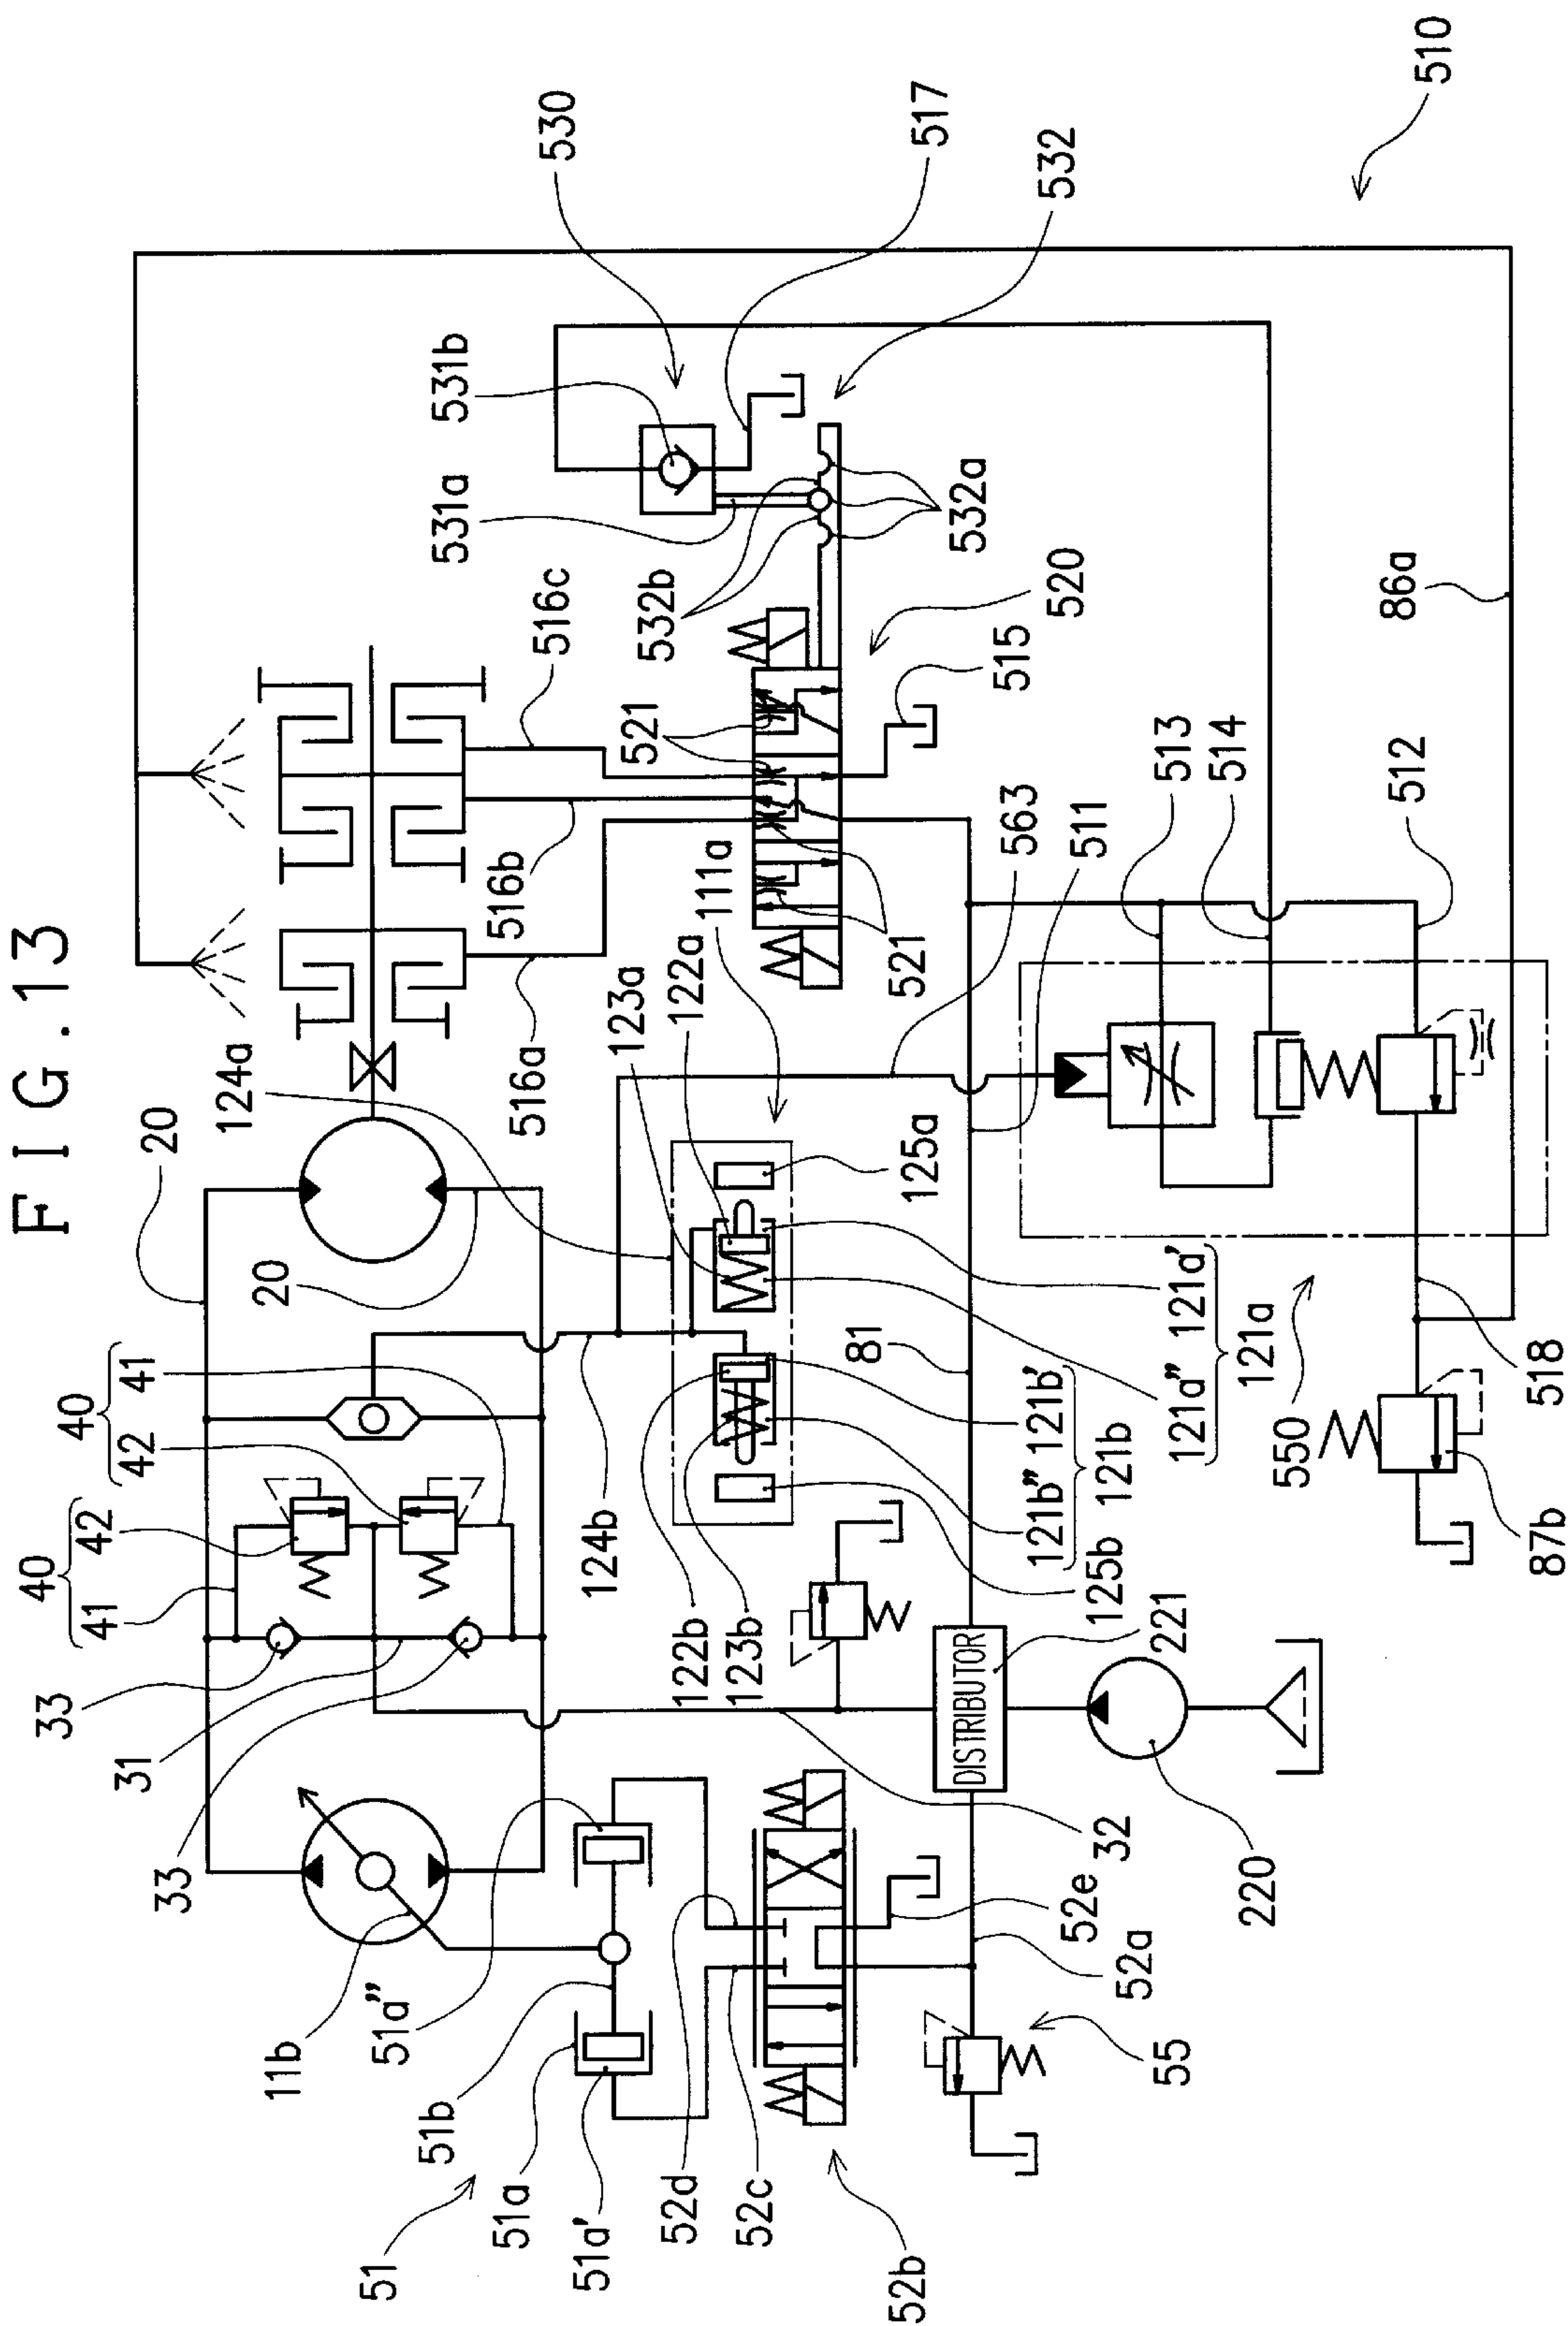 FIG.13
510
530
517
532
531b
531a
532a
532b
516c
520
515
521
86a
513
514
512
563
511
516b
111a
521
122a
123a
516a
124a
20
125a
20
121a'
121a"
121a
81
518
550
40
41
42
121b'
121b"
121b
87b
124b
40
42
41
125b
122b
123b
221
33
31
33
DISTRIBUTOR
32
52e
220
52a
11b
51a"
55
51b
51a
52d
52c
51a'
51
52b